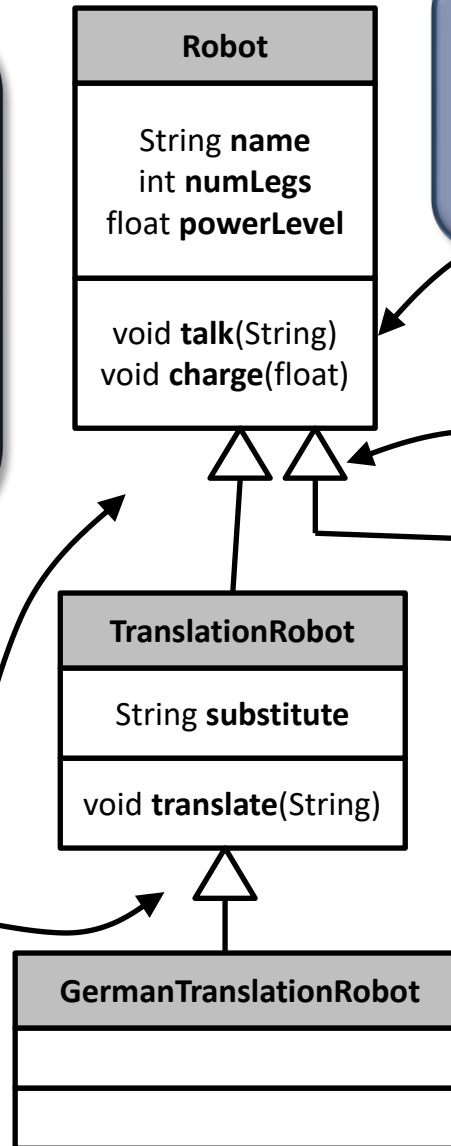 Robot
String name
int numLegs
float powerLevel
void talk(String)
void charge(float)
TranslationRobot
String substitute
void translate(String)
GermanTranslationRobot